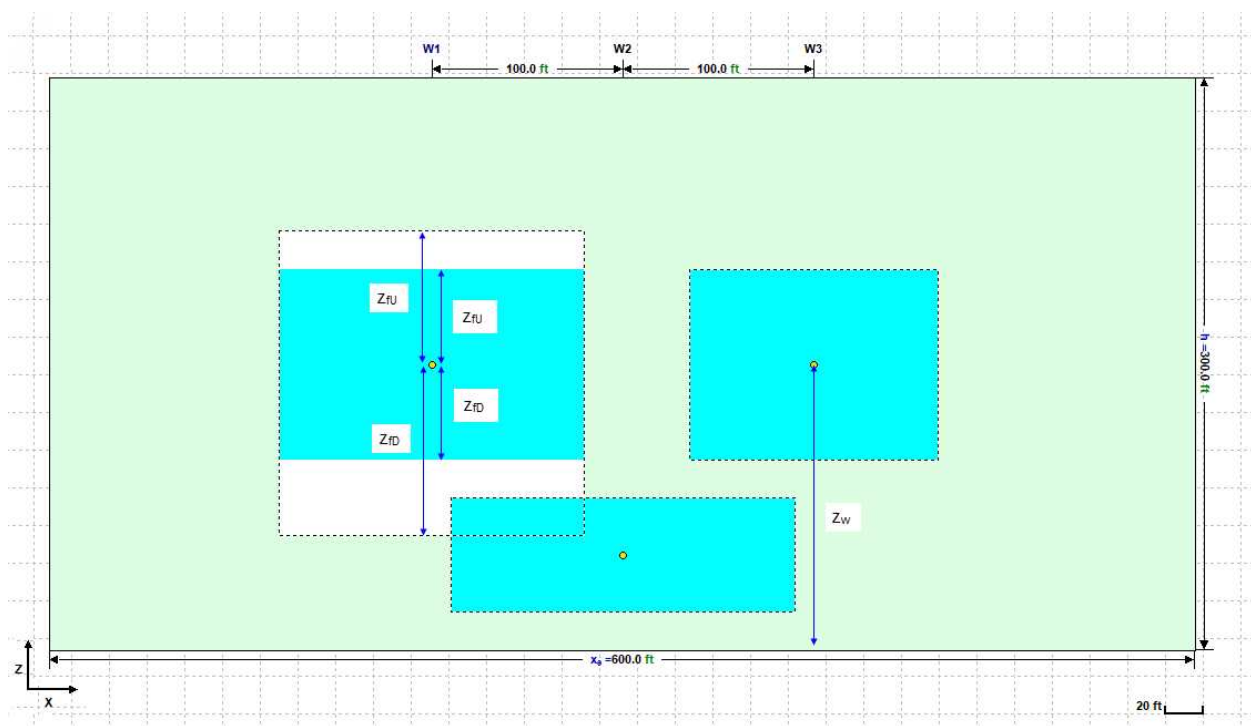 W1 W2 W3
100.0 ft 100.0 ft
ZfU
ZfU
h =300.0 ft
ZfD
ZfD
Zw
xe =600.0 ft
Z
X
20 ft